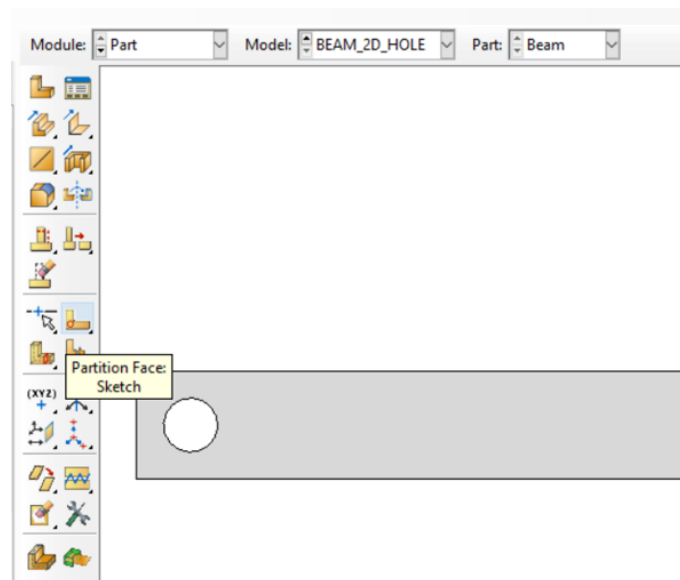 Module: Part Model: BEAM_2D_HOLE Part: Beam
Partition Face:
Sketch
(XYZ)